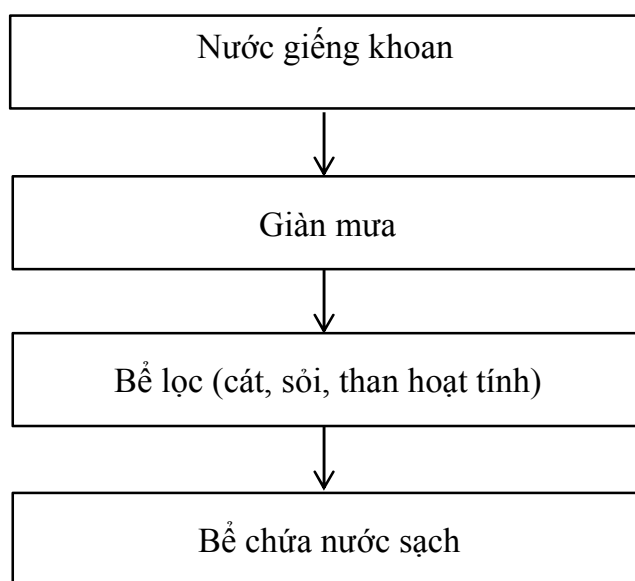 Nước giếng khoan
Giàn mưa
Bể lọc (cát, sỏi, than hoạt tính)
Bể chứa nước sạch